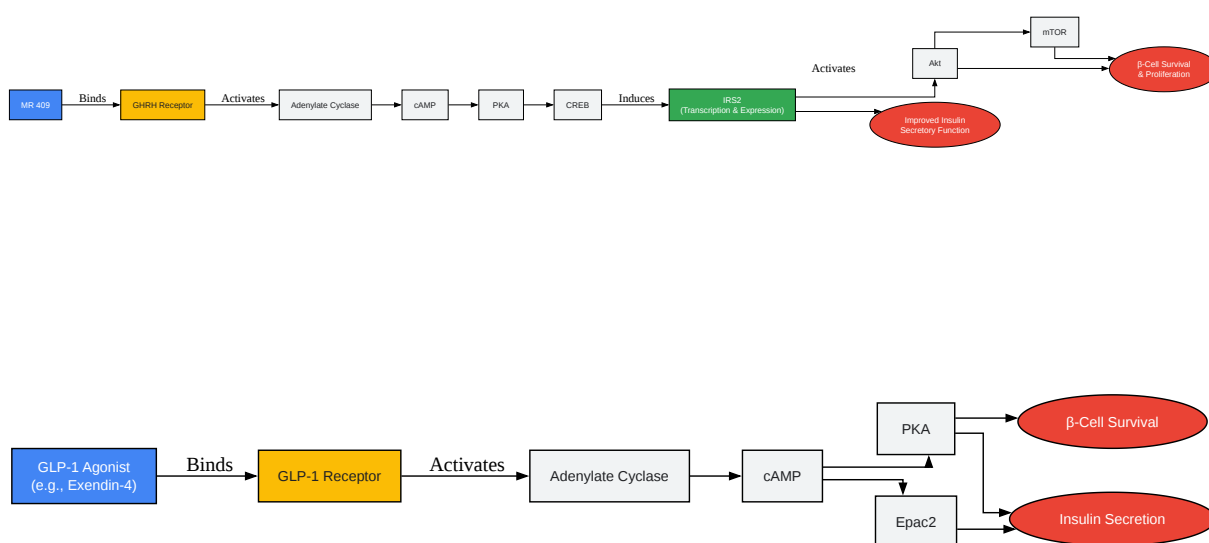 MR 409
Binds
GHRH Receptor
Activates
Adenylate Cyclase
cAMP
PKA
CREB
Induces
IRS2
(Transcription & Expression)
Activates
Akt
mTOR
β-Cell Survival
& Proliferation
Improved Insulin
Secretory Function
GLP-1 Agonist
(e.g., Exendin-4)
Binds
GLP-1 Receptor
Activates
Adenylate Cyclase
cAMP
PKA
Epac2
β-Cell Survival
Insulin Secretion